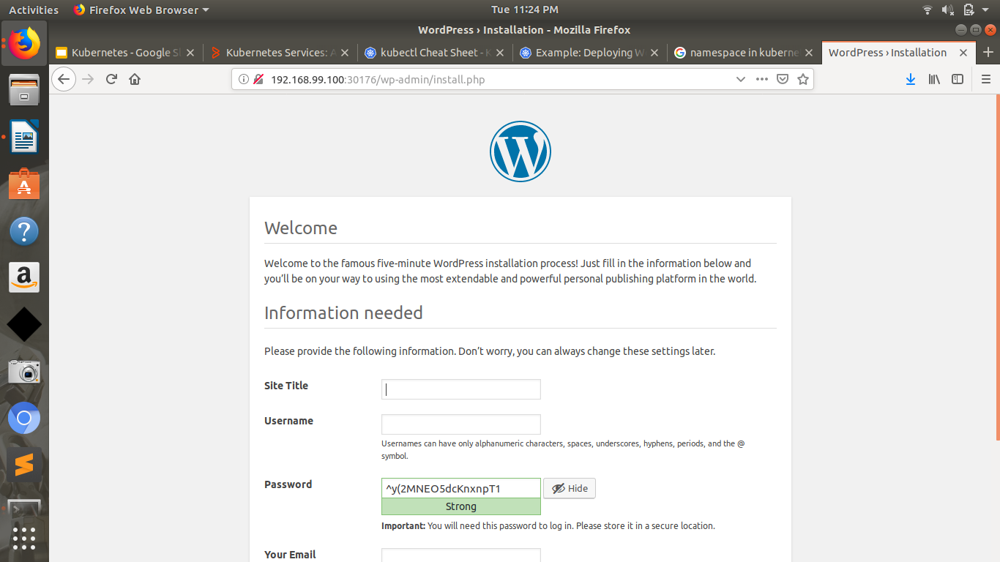 Activities Firefox Web Browser Tue 11:24 PM
WordPress › Installation - Mozilla Firefox
Kubernetes - Google Sl Kubernetes Services: A kubectl Cheat Sheet - K Example: Deploying W namespace in kuberne WordPress › Installation
192.168.99.100:30176/wp-admin/install.php
Welcome
Welcome to the famous five-minute WordPress installation process! Just fill in the information below and
you’ll be on your way to using the most extendable and powerful personal publishing platform in the world.
Information needed
Please provide the following information. Don’t worry, you can always change these settings later.
Site Title
Username
Usernames can have only alphanumeric characters, spaces, underscores, hyphens, periods, and the @
symbol.
Password ^y(2MNEO5dcKnxnpT1 Hide
Strong
Important: You will need this password to log in. Please store it in a secure location.
Your Email